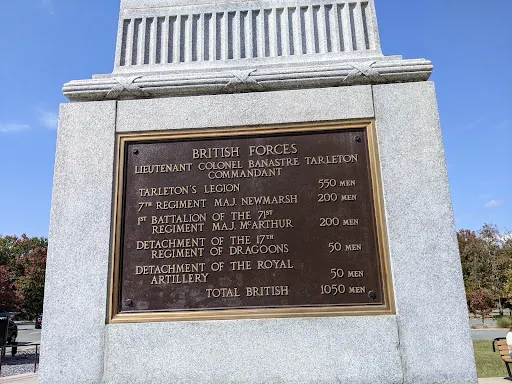 BRITISH FORCES
LIEUTENANT COLONEL BANASTRE TARLETON
COMMANDANT
TARLETON'S LEGION 550 MEN
7TH REGIMENT MAJ. NEWMARSH 200 MEN
1ST BATTALION OF THE 71ST
REGIMENT MAJ. McARTHUR 200 MEN
DETACHMENT OF THE 17TH
REGIMENT OF DRAGOONS 50 MEN
DETACHMENT OF THE ROYAL
ARTILLERY 50 MEN
TOTAL BRITISH 1050 MEN